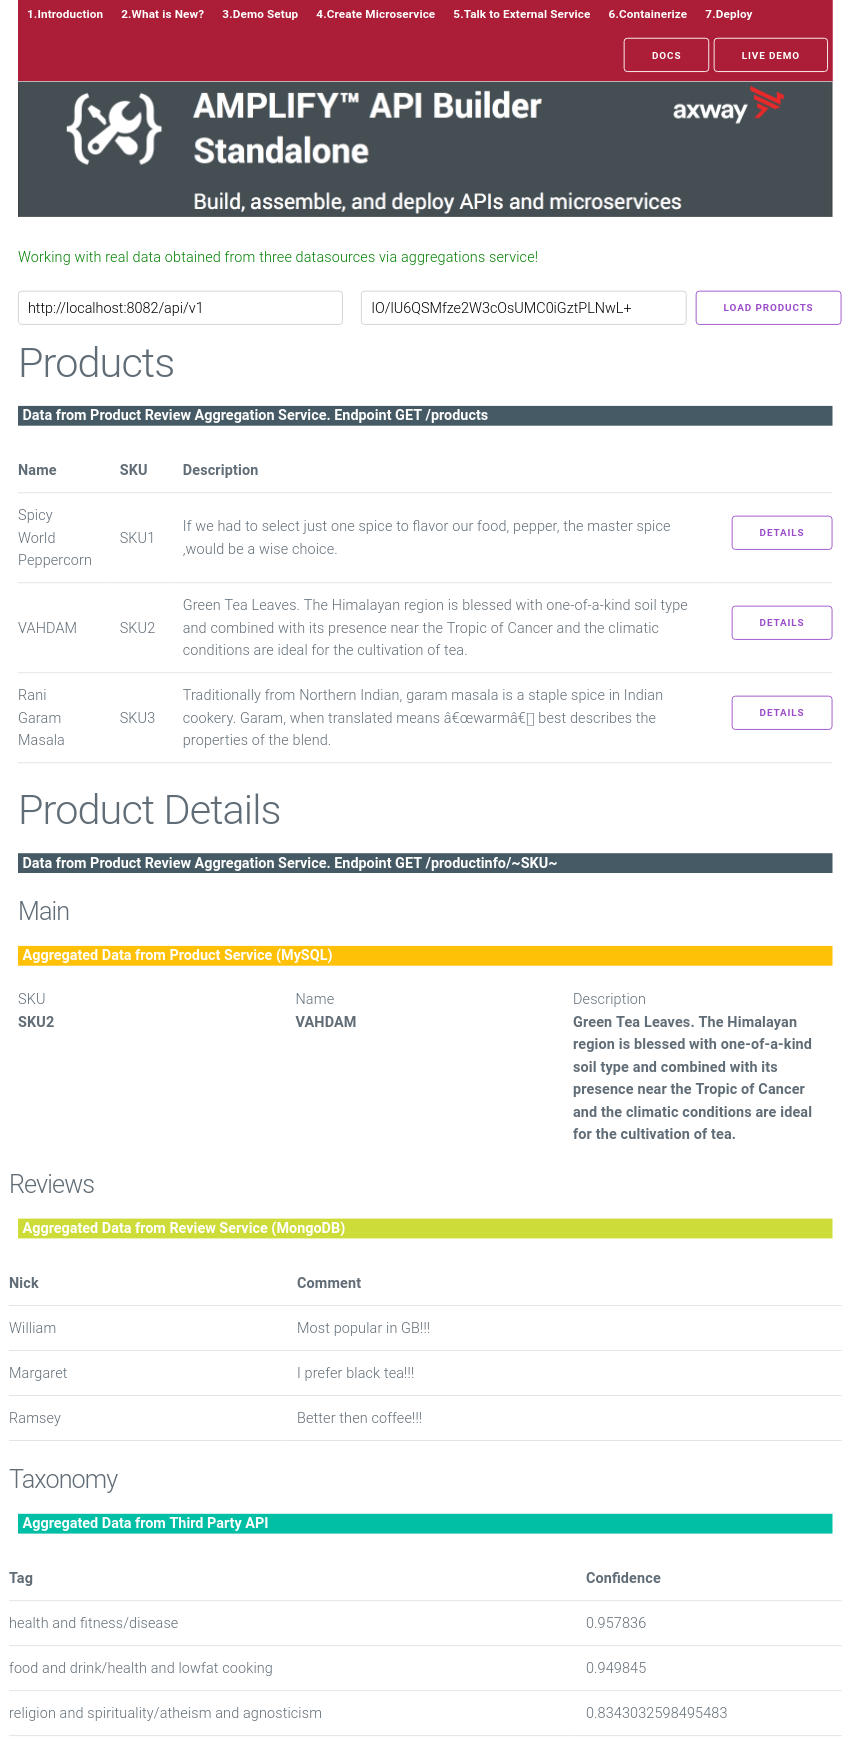 1.Introduction 2.What is New? 3.Demo Setup 4.Create Microservice 5.Talk to External Service 6.Containerize 7.Deploy
DOCS LIVE DEMO
AMPLIFY™ API Builder
Standalone
axway
Build, assemble, and deploy APIs and microservices
Working with real data obtained from three datasources via aggregations service!
http://localhost:8082/api/v1 IO/IU6QSMfze2W3cOsUMC0iGztPLNwL+ LOAD PRODUCTS
Products
Data from Product Review Aggregation Service. Endpoint GET /products
Name SKU Description
Spicy
World
Peppercorn
SKU1
If we had to select just one spice to flavor our food, pepper, the master spice
,would be a wise choice.
DETAILS
VAHDAM
SKU2
Green Tea Leaves. The Himalayan region is blessed with one-of-a-kind soil type
and combined with its presence near the Tropic of Cancer and the climatic
conditions are ideal for the cultivation of tea.
DETAILS
Rani
Garam
Masala
SKU3
Traditionally from Northern Indian, garam masala is a staple spice in Indian
cookery. Garam, when translated means â€œwarmâ€▯ best describes the
properties of the blend.
DETAILS
Product Details
Data from Product Review Aggregation Service. Endpoint GET /productinfo/~SKU~
Main
Aggregated Data from Product Service (MySQL)
SKU
SKU2
Name
VAHDAM
Description
Green Tea Leaves. The Himalayan
region is blessed with one-of-a-kind
soil type and combined with its
presence near the Tropic of Cancer
and the climatic conditions are ideal
for the cultivation of tea.
Reviews
Aggregated Data from Review Service (MongoDB)
Nick Comment
William Most popular in GB!!!
Margaret I prefer black tea!!!
Ramsey Better then coffee!!!
Taxonomy
Aggregated Data from Third Party API
Tag Confidence
health and fitness/disease 0.957836
food and drink/health and lowfat cooking 0.949845
religion and spirituality/atheism and agnosticism 0.8343032598495483